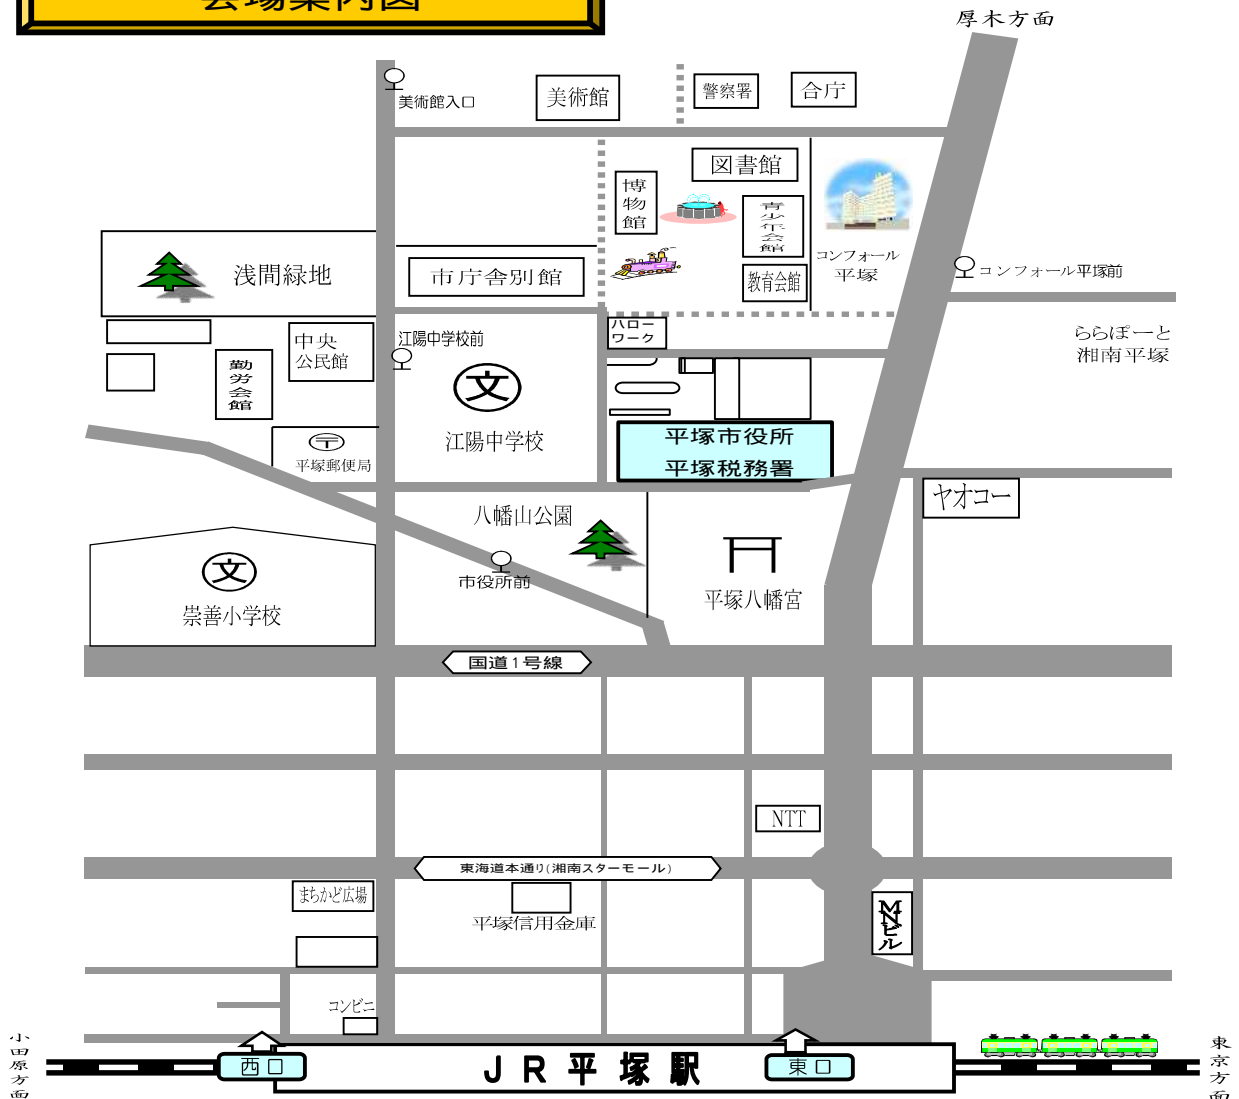 会場案内図
厚木方面
美術館入口
美術館
警察署
合庁
図書館
博物館
青少年会館
教育会館
コンフォール
平塚
コンフォール平塚前
浅間緑地
市庁舎別館
ららぽーと
湘南平塚
中央
公民館
勤労会館
江陽中学校前
ハロー
ワーク
文
江陽中学校
平塚市役所
平塚税務署
〒
平塚郵便局
ヤオコー
八幡山公園
市役所前
平塚八幡宮
文
崇善小学校
国道1号線
NTT
東海道本通り(湘南スターモール)
まちかど広場
平塚信用金庫
MNビル
コンビニ
小田原方面
西口
JR平塚駅
東口
東京方面